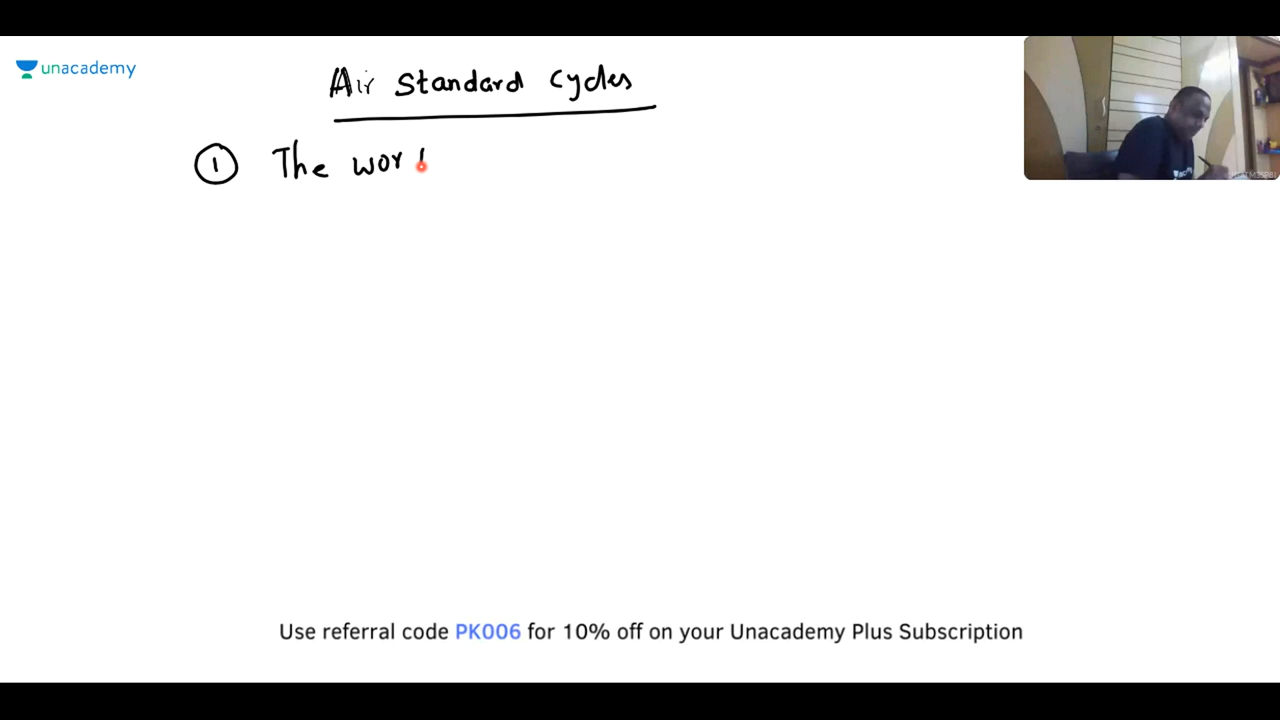 unacademy
Air Standard Cycles
1 The wor
Use referral code PK006 for 10% off on your Unacademy Plus Subscription